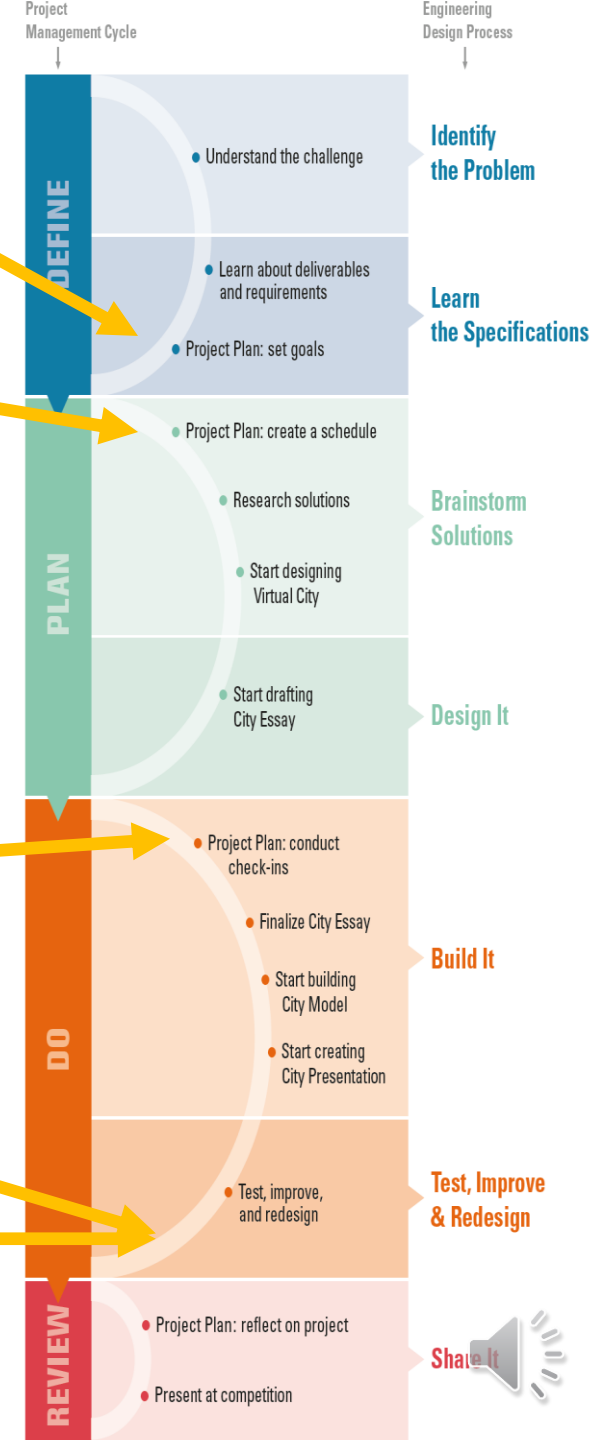 Project
Management Cycle
Engineering
Design Process
DEFINE
Understand the challenge
Identify
the Problem
Learn about deliverables
and requirements
Project Plan: set goals
Learn
the Specifications
PLAN
Project Plan: create a schedule
Research solutions
Start designing
Virtual City
Brainstorm
Solutions
Start drafting
City Essay
Design It
DO
Project Plan: conduct
check-ins
Finalize City Essay
Start building
City Model
Start creating
City Presentation
Build It
Test, improve,
and redesign
Test, Improve
& Redesign
REVIEW
Project Plan: reflect on project
Present at competition
Share It